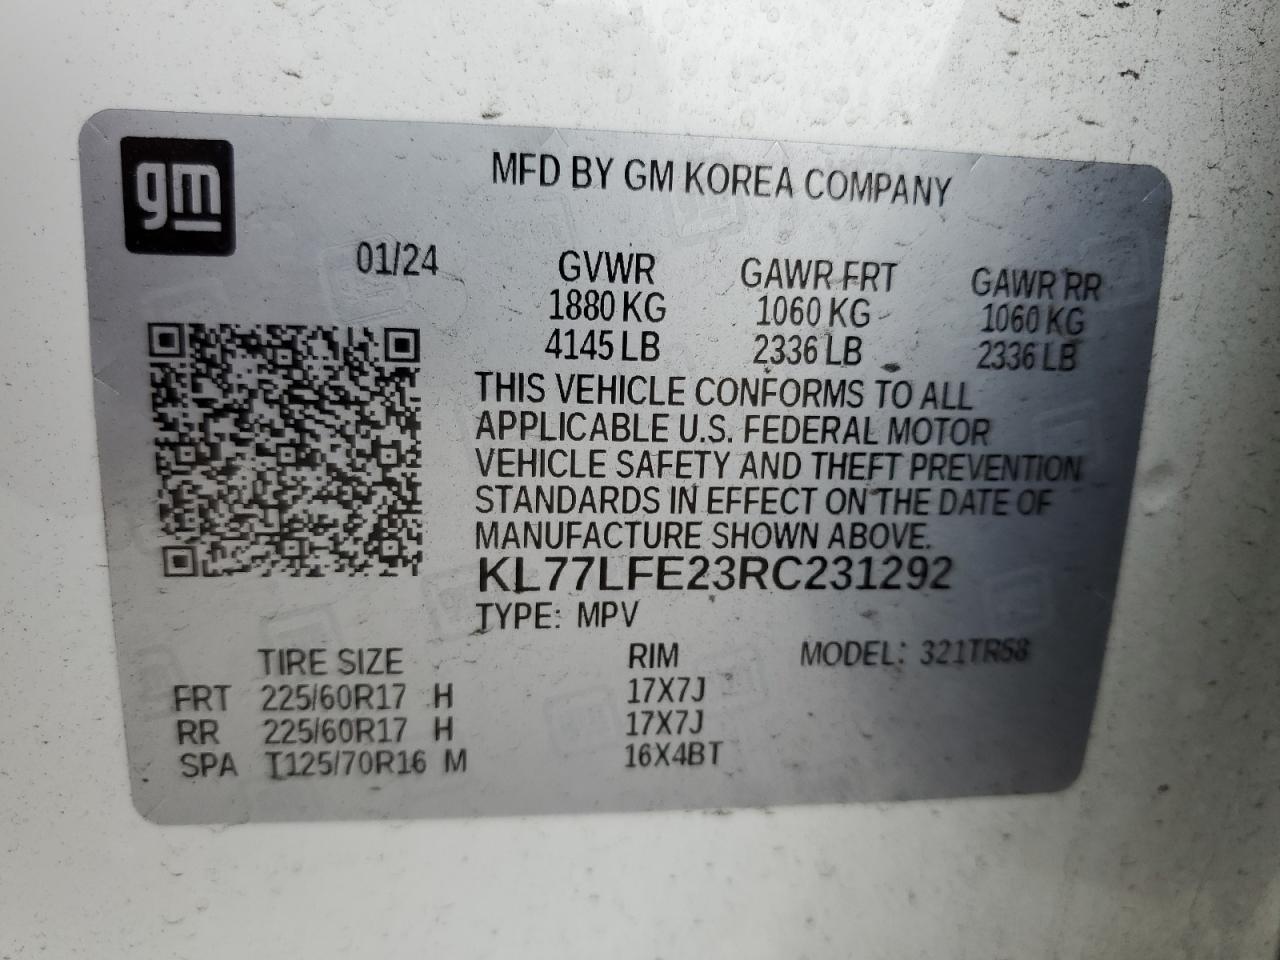 gm
MFD BY GM KOREA COMPANY
01/24
GVWR GAWR FRT GAWR RR
1880 KG 1060 KG 1060 KG
4145 LB 2336 LB 2336 LB
THIS VEHICLE CONFORMS TO ALL
APPLICABLE U.S. FEDERAL MOTOR
VEHICLE SAFETY AND THEFT PREVENTION
STANDARDS IN EFFECT ON THE DATE OF
MANUFACTURE SHOWN ABOVE.
KL77LFE23RC231292
TYPE: MPV
TIRE SIZE RIM MODEL: 321TR58
FRT 225/60R17 H 17X7J
RR 225/60R17 H 17X7J
SPA T125/70R16 M 16X4BT